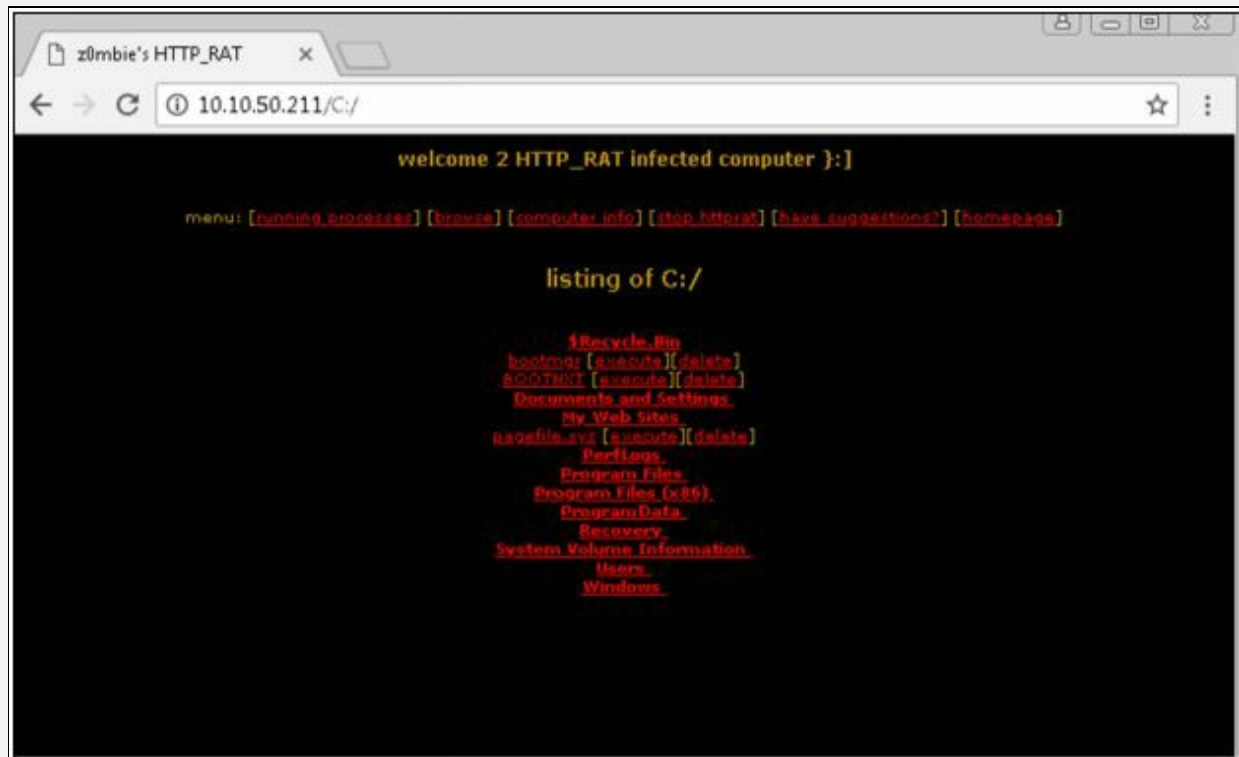 z0mbie's HTTP_RAT
10.10.50.211/C:/
welcome 2 HTTP_RAT infected computer }:]
menu: [running processes] [browse] [computer info] [stop httprat] [have suggestions?] [homepage]
listing of C:/
$Recycle.Bin
bootmgr [execute][delete]
BOOTNXT [execute][delete]
Documents and Settings
My Web Sites
pagefile.sys [execute][delete]
PerfLogs
Program Files
Program Files (x86)
ProgramData
Recovery
System Volume Information
Users
Windows